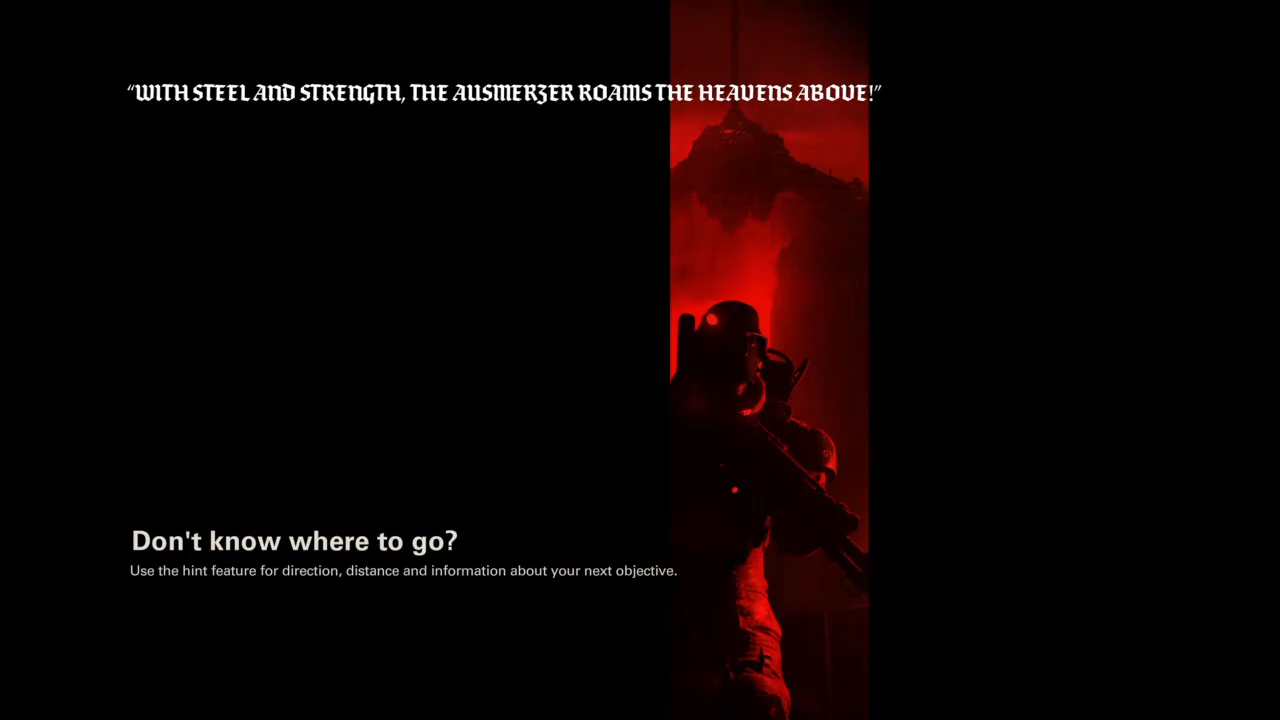 “WITH STEEL AND STRENGTH, THE AUSMERZER ROAMS THE HEAVENS ABOVE!”
Don't know where to go?
Use the hint feature for direction, distance and information about your next objective.